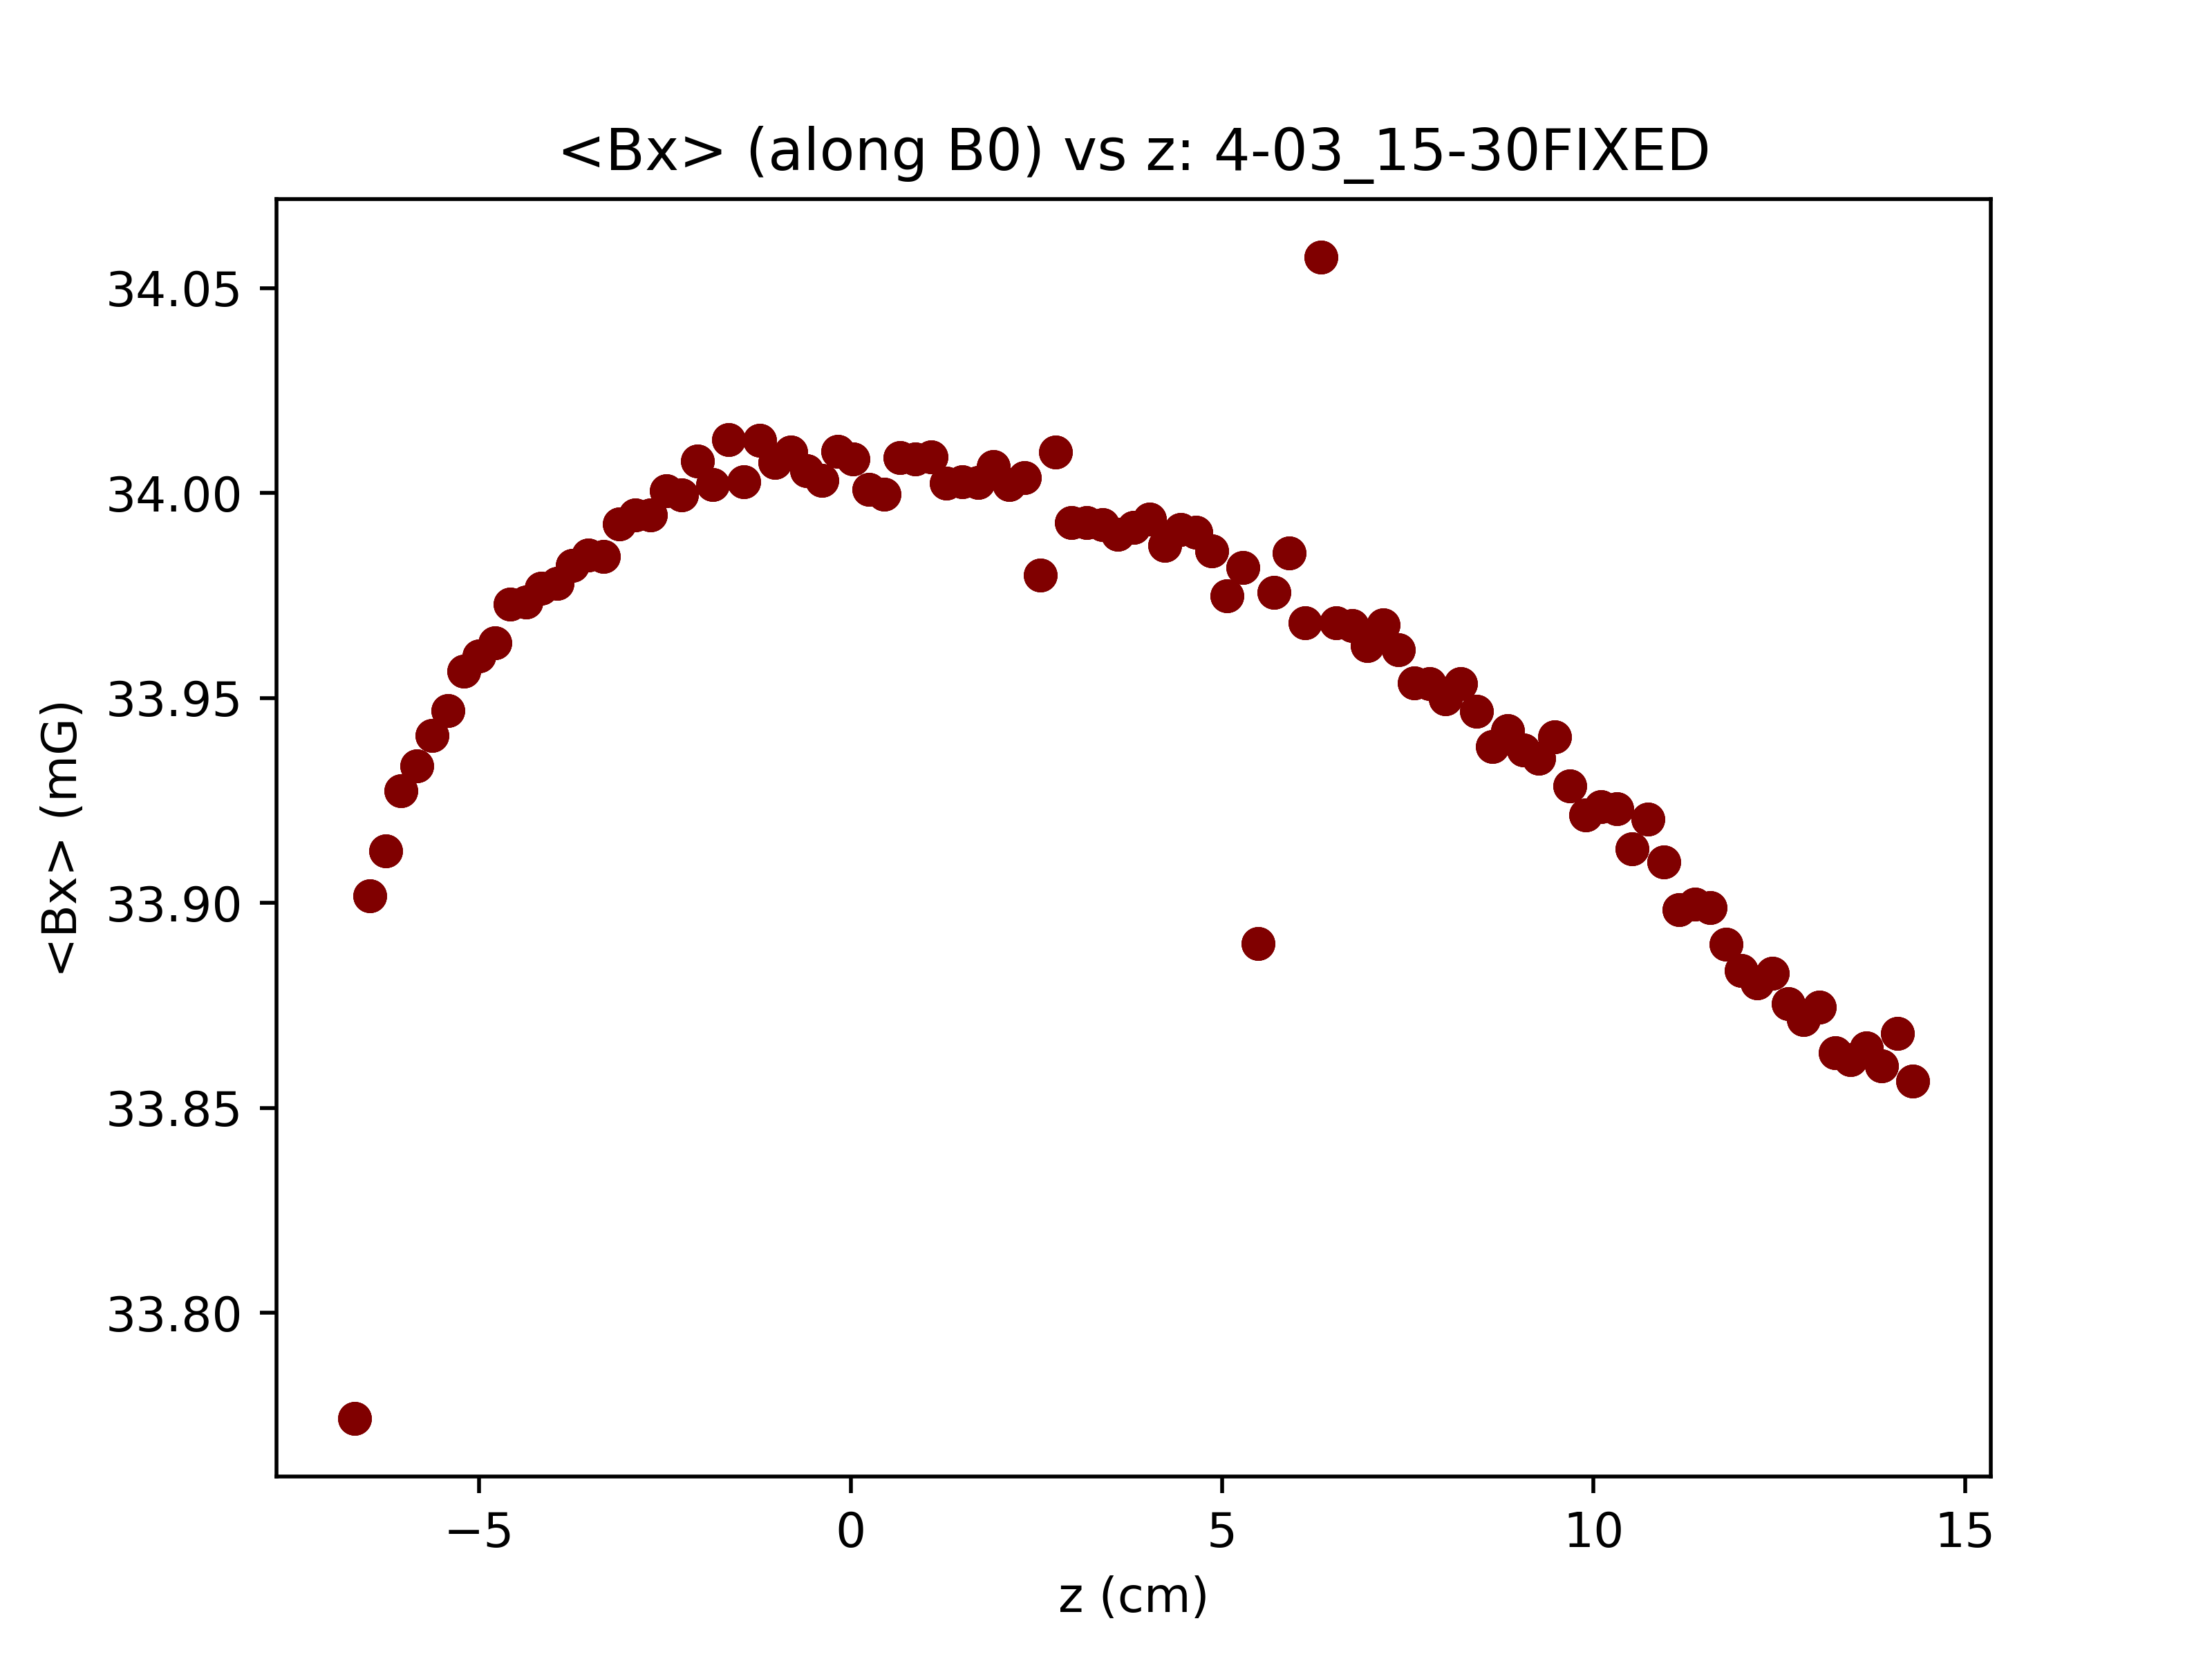 <Bx> (along B0) vs z: 4-03_15-30FIXED
34.05
34.00
33.95
33.90
33.85
33.80
<Bx> (mG)
−5 0 5 10 15
z (cm)